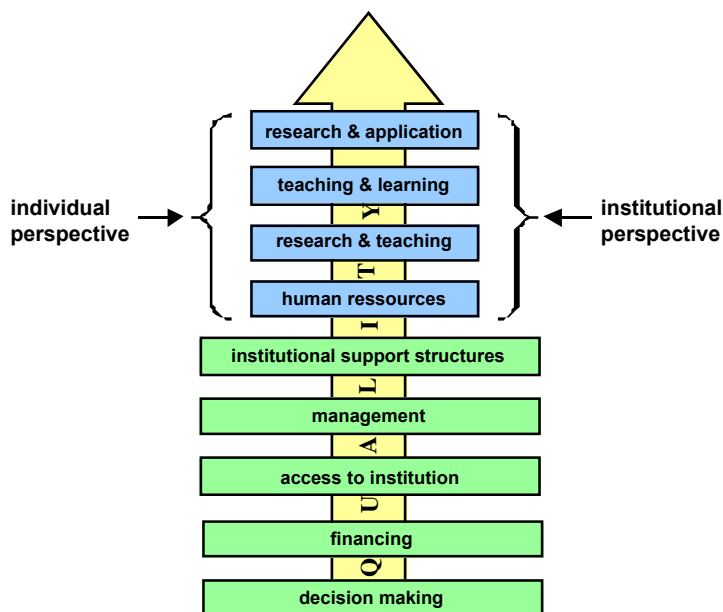 research & application
teaching & learning
individual
perspective
institutional
perspective
research & teaching
human ressources
institutional support structures
management
access to institution
financing
decision making
QUALITY